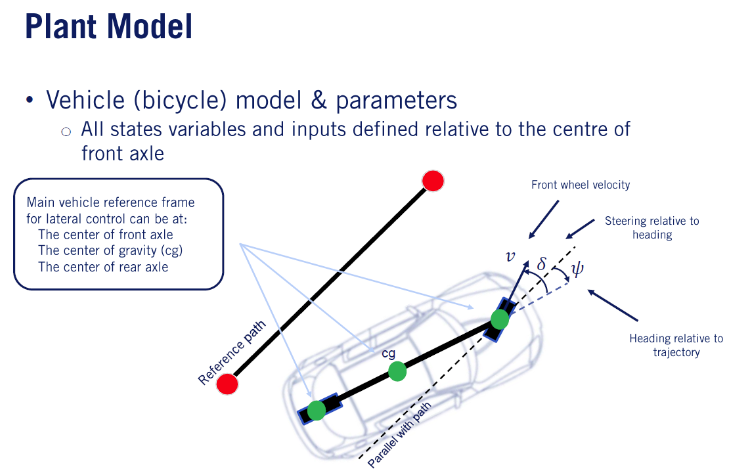 Plant Model
• Vehicle (bicycle) model & parameters
○ All states variables and inputs defined relative to the centre of
front axle
Main vehicle reference frame
for lateral control can be at:
The center of front axle
The center of gravity (cg)
The center of rear axle
Front wheel velocity
Steering relative to
heading
v
δ
ψ
Heading relative to
trajectory
Reference path
cg
Parallel with path